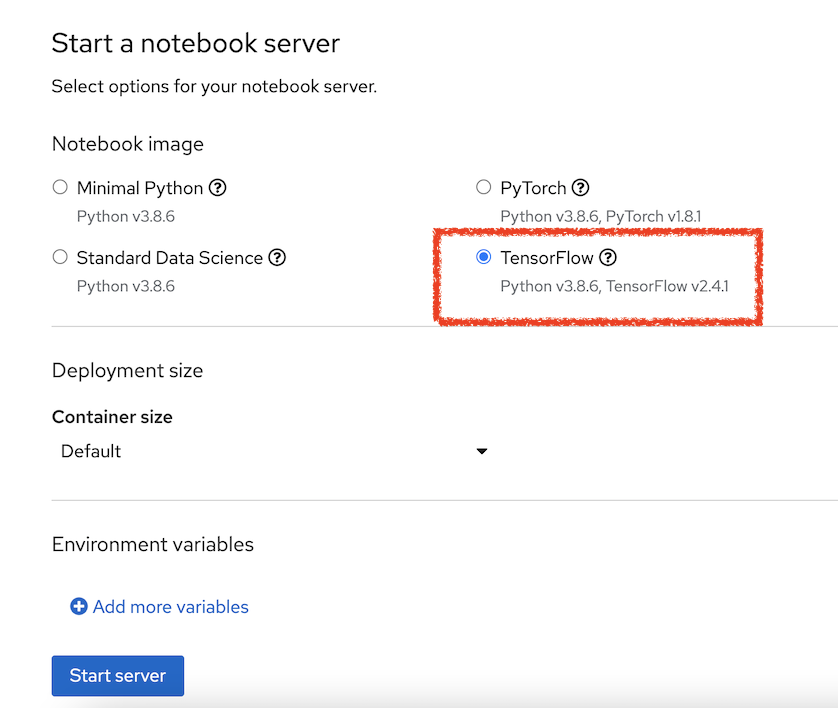 Start a notebook server
Select options for your notebook server.
Notebook image
Minimal Python
Python v3.8.6
PyTorch
Python v3.8.6, PyTorch v1.8.1
Standard Data Science
Python v3.8.6
TensorFlow
Python v3.8.6, TensorFlow v2.4.1
Deployment size
Container size
Default
Environment variables
Add more variables
Start server